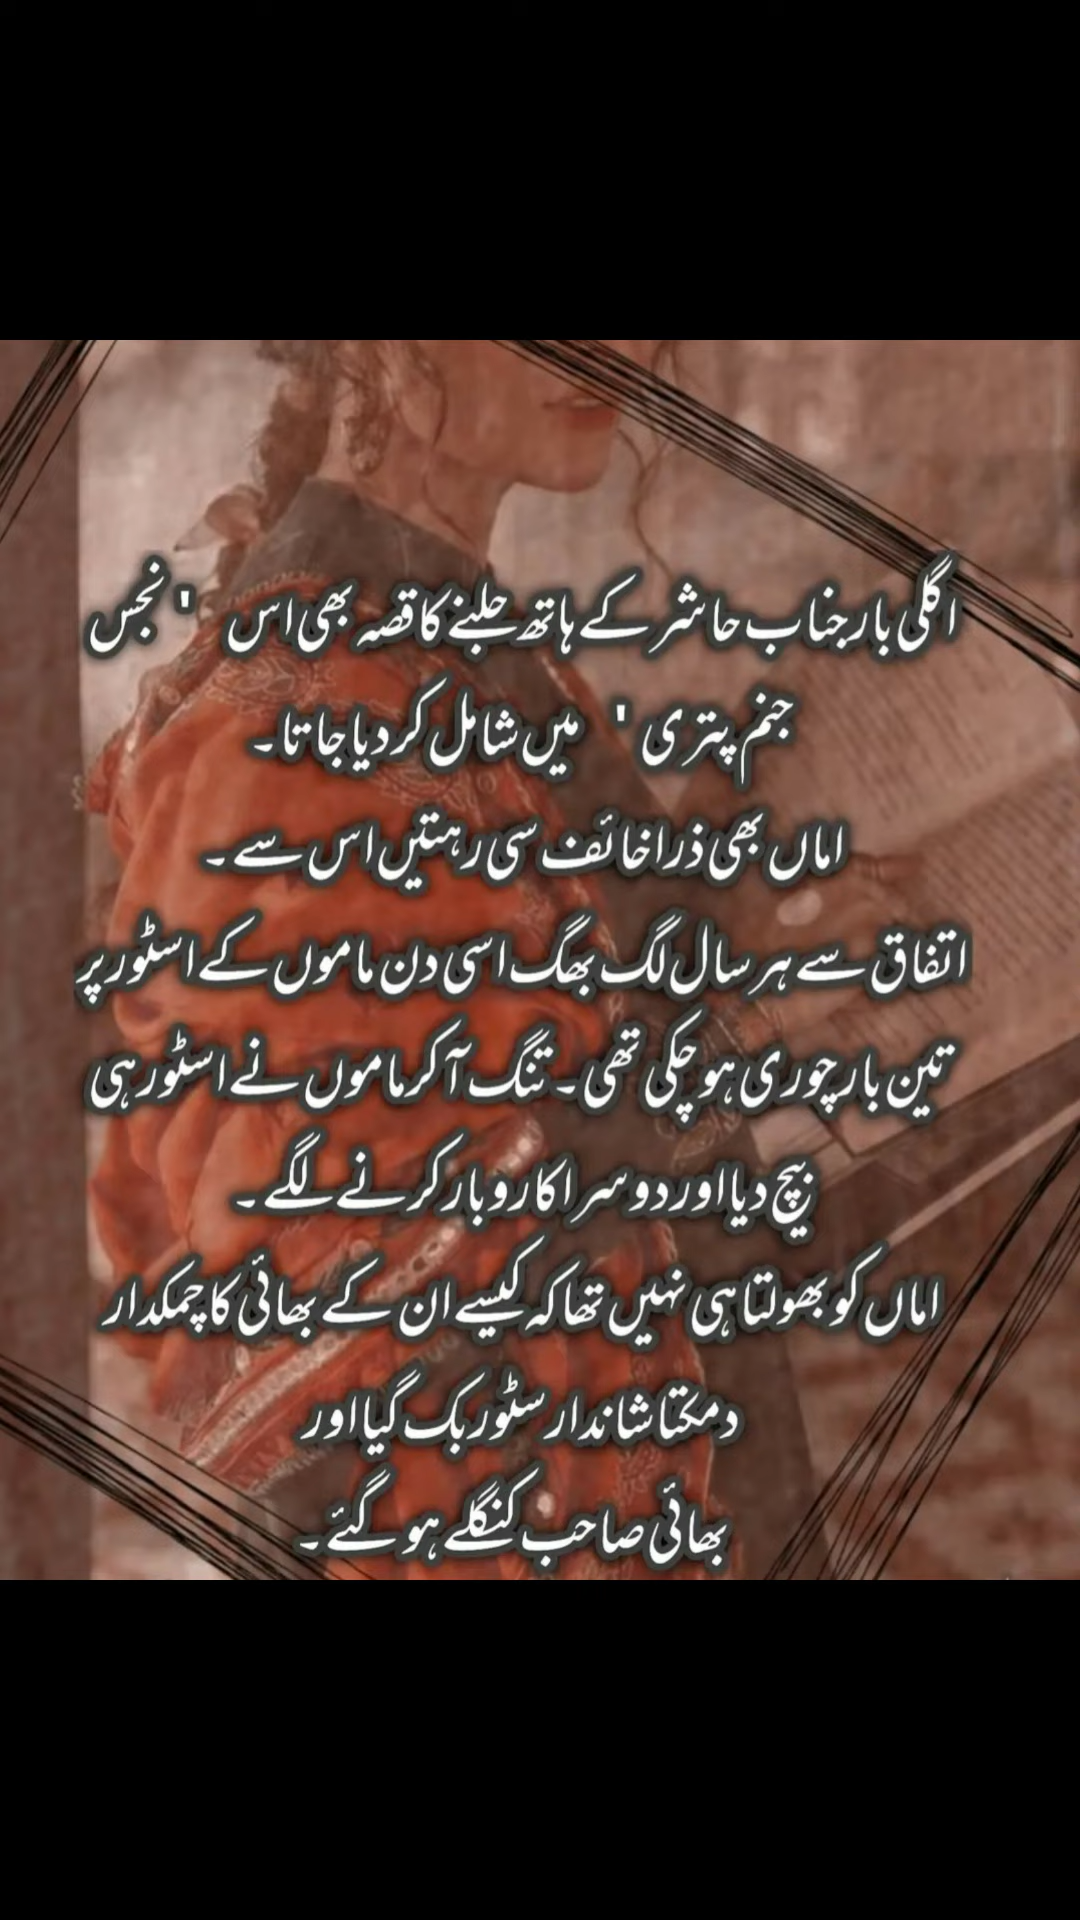 اگلی بار جناب حاشر کے ہاتھ جلنے کا قصہ بھی اس ' نجس
جنم پتری ' میں شامل کر دیا جاتا۔
اماں بھی ذرا خائف سی رہتیں اس سے۔
اتفاق سے ہر سال لگ بھگ اسی دن ماموں کے اسٹور پر
تین بار چوری ہو چکی تھی۔ تنگ آ کر ماموں نے اسٹور ہی
بیچ دیا اور دوسرا کاروبار کرنے لگے۔
اماں کو بھولتا ہی نہیں تھا کہ کیسے ان کے بھائی کا چمکدار
دمکتا شاندار سٹور بک گیا اور
بھائی صاحب کنگلے ہو گئے۔